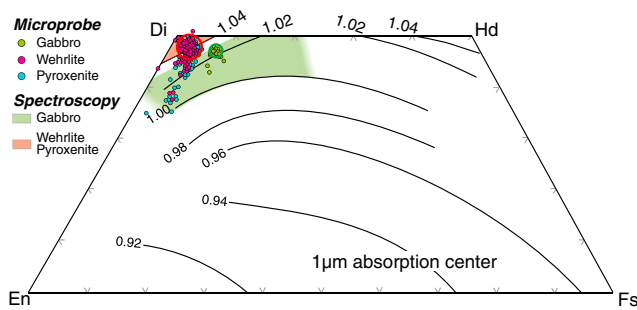 Microprobe
Gabbro
Wehrlite
Pyroxenite
Spectroscopy
Gabbro
Wehrlite
Pyroxenite
Di
1.04
1.02
1.02
1.04
Hd
1.00
0.98
0.96
0.94
0.92
1μm absorption center
En
Fs